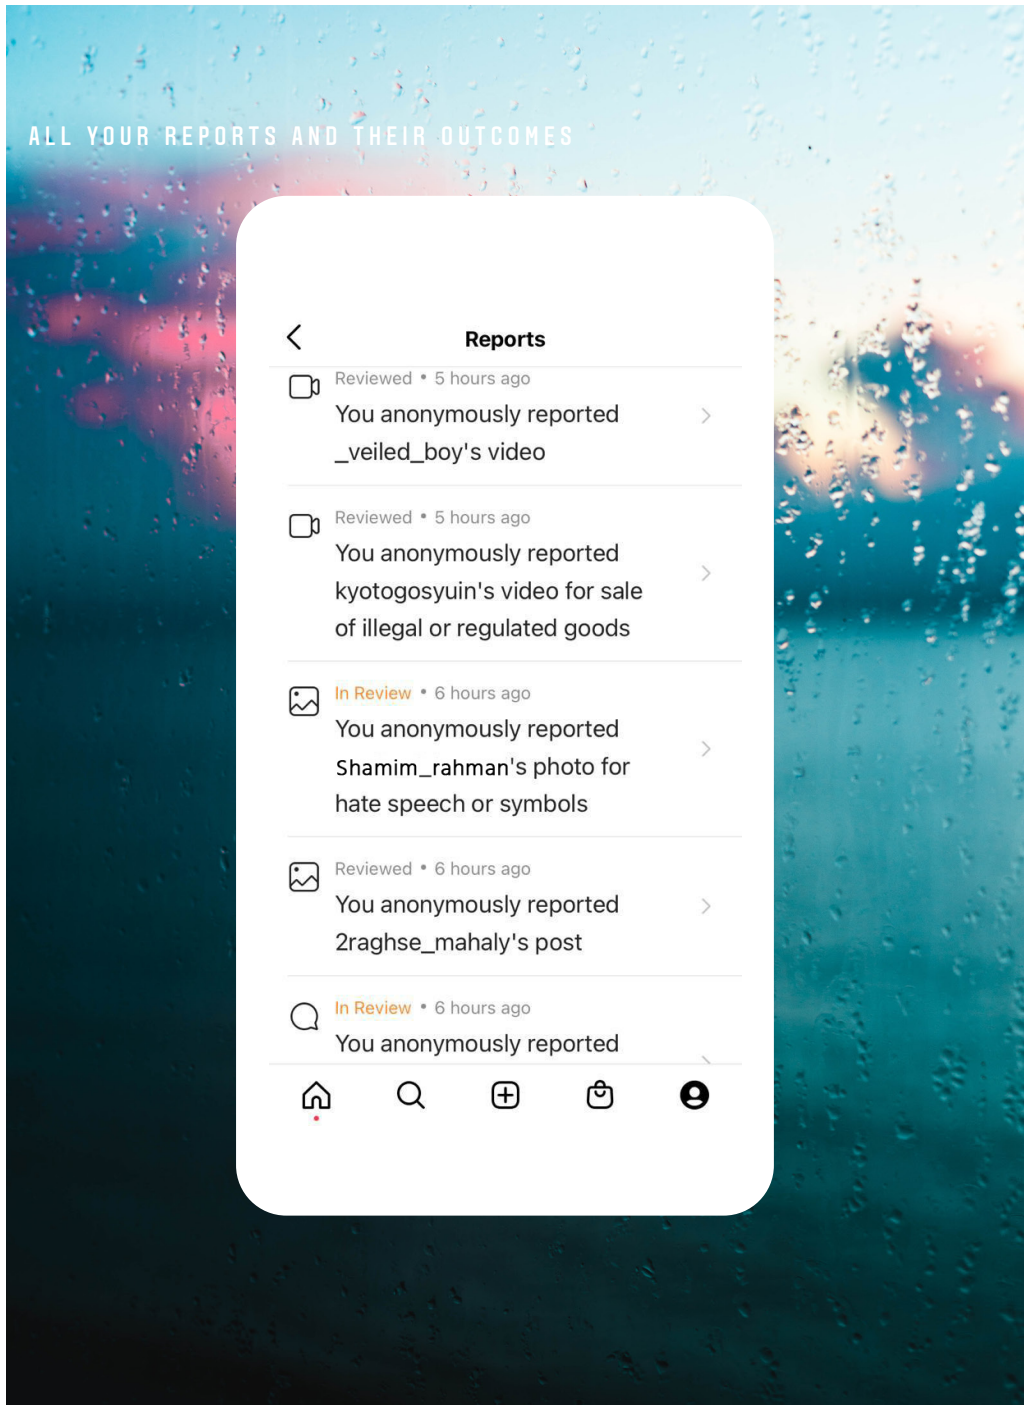 ALL YOUR REPORTS AND THEIR OUTCOMES
Reports
Reviewed • 5 hours ago
You anonymously reported
_veiled_boy's video
Reviewed • 5 hours ago
You anonymously reported
kyotogosyuin's video for sale
of illegal or regulated goods
In Review • 6 hours ago
You anonymously reported
Shamim_rahman's photo for
hate speech or symbols
Reviewed • 6 hours ago
You anonymously reported
2raghse_mahaly's post
In Review • 6 hours ago
You anonymously reported